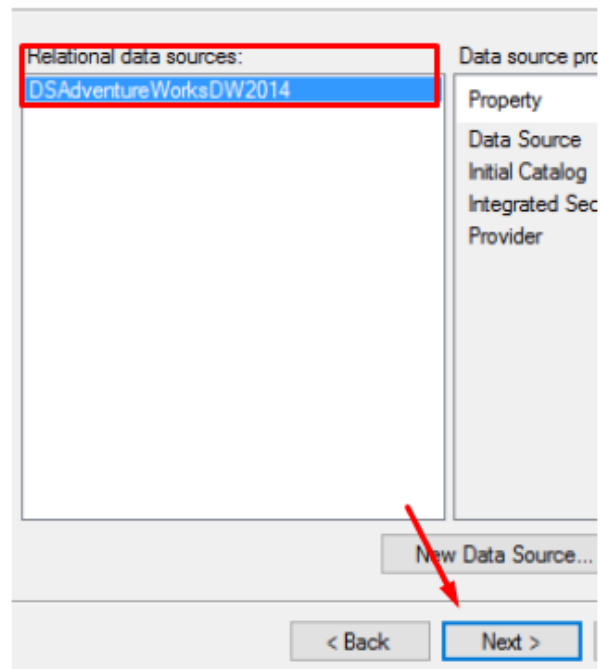 Relational data sources:
DSAdventureWorksDW2014
Data source pro
Property
Data Source
Initial Catalog
Integrated Sec
Provider
New Data Source...
< Back
Next >